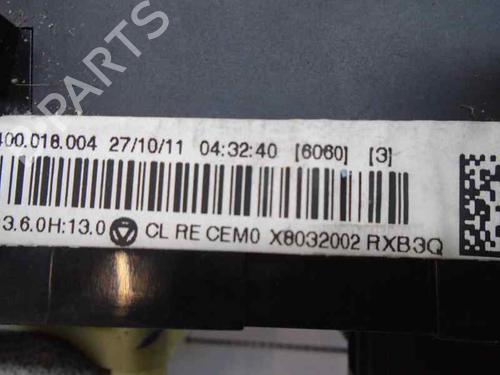 PARTS
400.018.004 27/10/11 04:32:40 [6060] [3]
3.6.0H:13.0 CL RE CEM0 X8032002 RXB3Q
PARTS